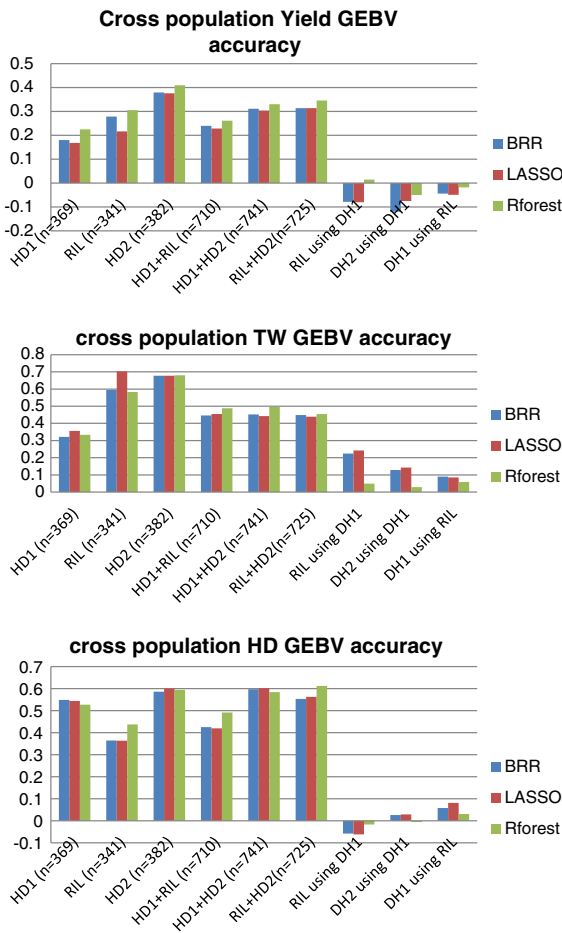 Cross population Yield GEBV
accuracy
0.5
0.4
0.3
0.2
0.1
0
-0.1
-0.2
HD1 (n=369)
RIL (n=341)
HD2 (n=382)
HD1+RIL (n=710)
HD1+HD2 (n=741)
RIL+HD2(n=725)
RIL using DH1
DH2 using DH1
DH1 using RIL
BRR
LASSO
Rforest
cross population TW GEBV accuracy
0.8
0.7
0.6
0.5
0.4
0.3
0.2
0.1
0
HD1 (n=369)
RIL (n=341)
HD2 (n=382)
HD1+RIL (n=710)
HD1+HD2 (n=741)
RIL+HD2(n=725)
RIL using DH1
DH2 using DH1
DH1 using RIL
BRR
LASSO
Rforest
cross population HD GEBV accuracy
0.7
0.6
0.5
0.4
0.3
0.2
0.1
0
-0.1
HD1 (n=369)
RIL (n=341)
HD2 (n=382)
HD1+RIL (n=710)
HD1+HD2 (n=741)
RIL+HD2(n=725)
RIL using DH1
DH2 using DH1
DH1 using RIL
BRR
LASSO
Rforest